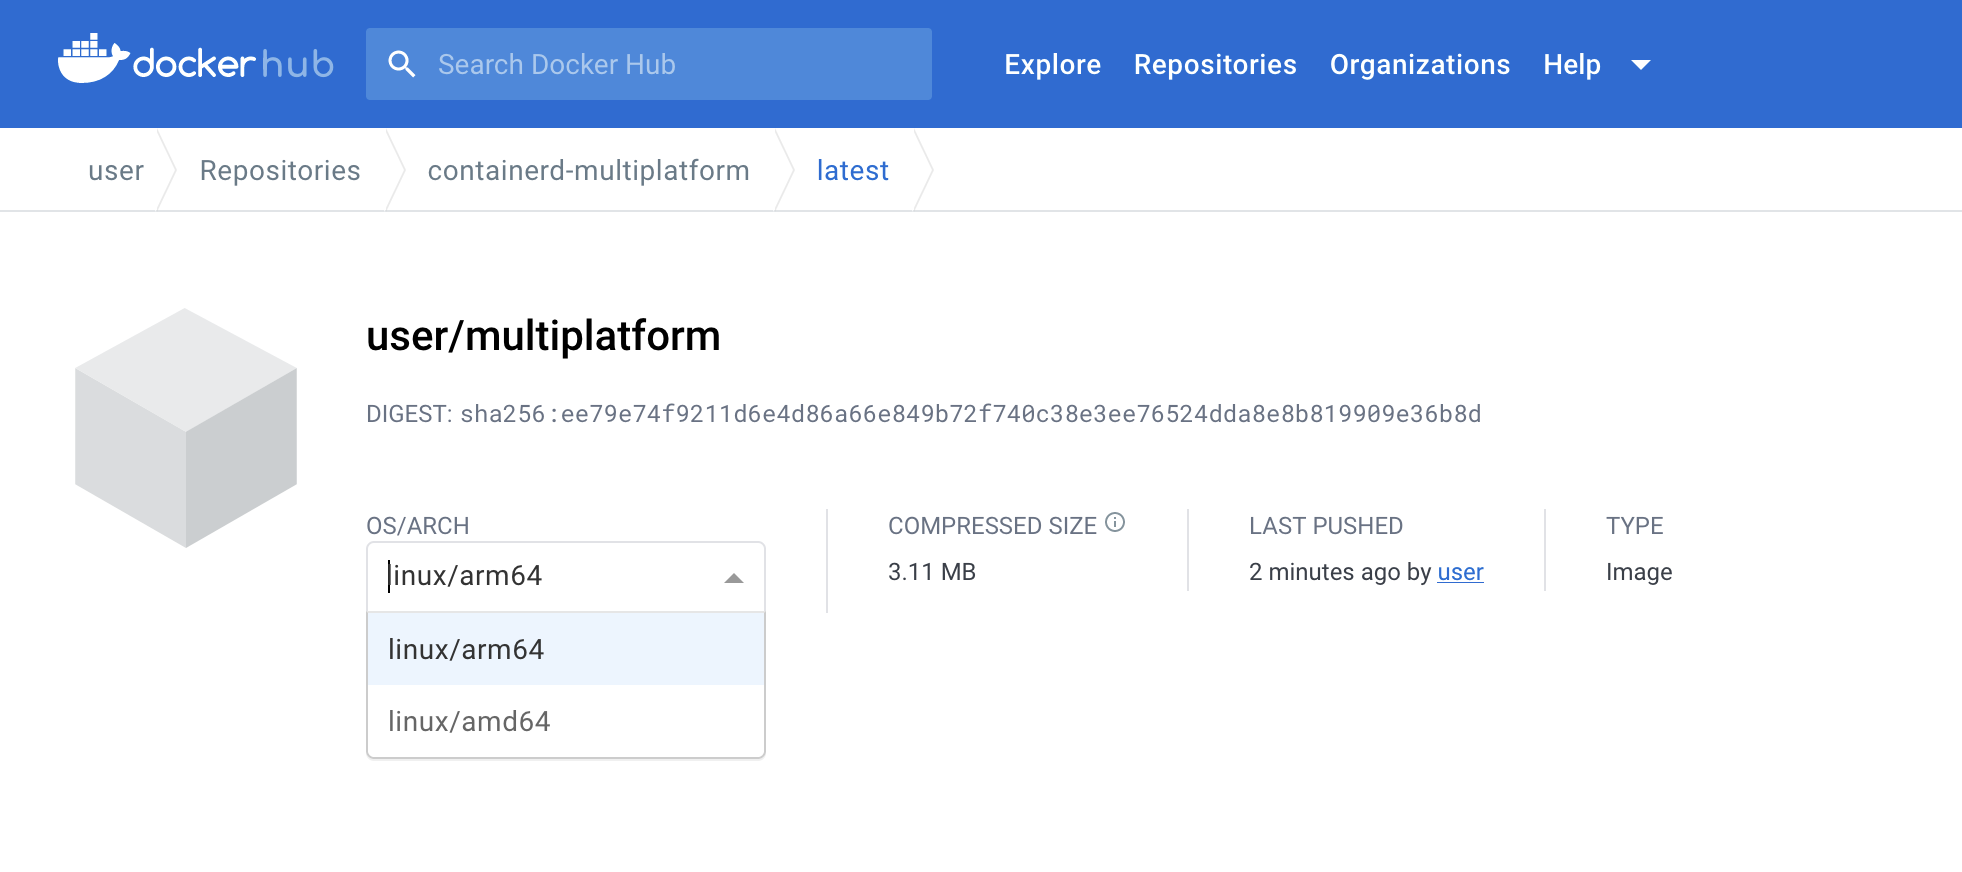 dockerhub
Search Docker Hub
Explore Repositories Organizations Help
user Repositories containerd-multiplatform latest
user/multiplatform
DIGEST: sha256:ee79e74f9211d6e4d86a66e849b72f740c38e3ee76524dda8e8b819909e36b8d
OS/ARCH
linux/arm64
linux/arm64
linux/amd64
COMPRESSED SIZE
3.11 MB
LAST PUSHED
2 minutes ago by user
TYPE
Image